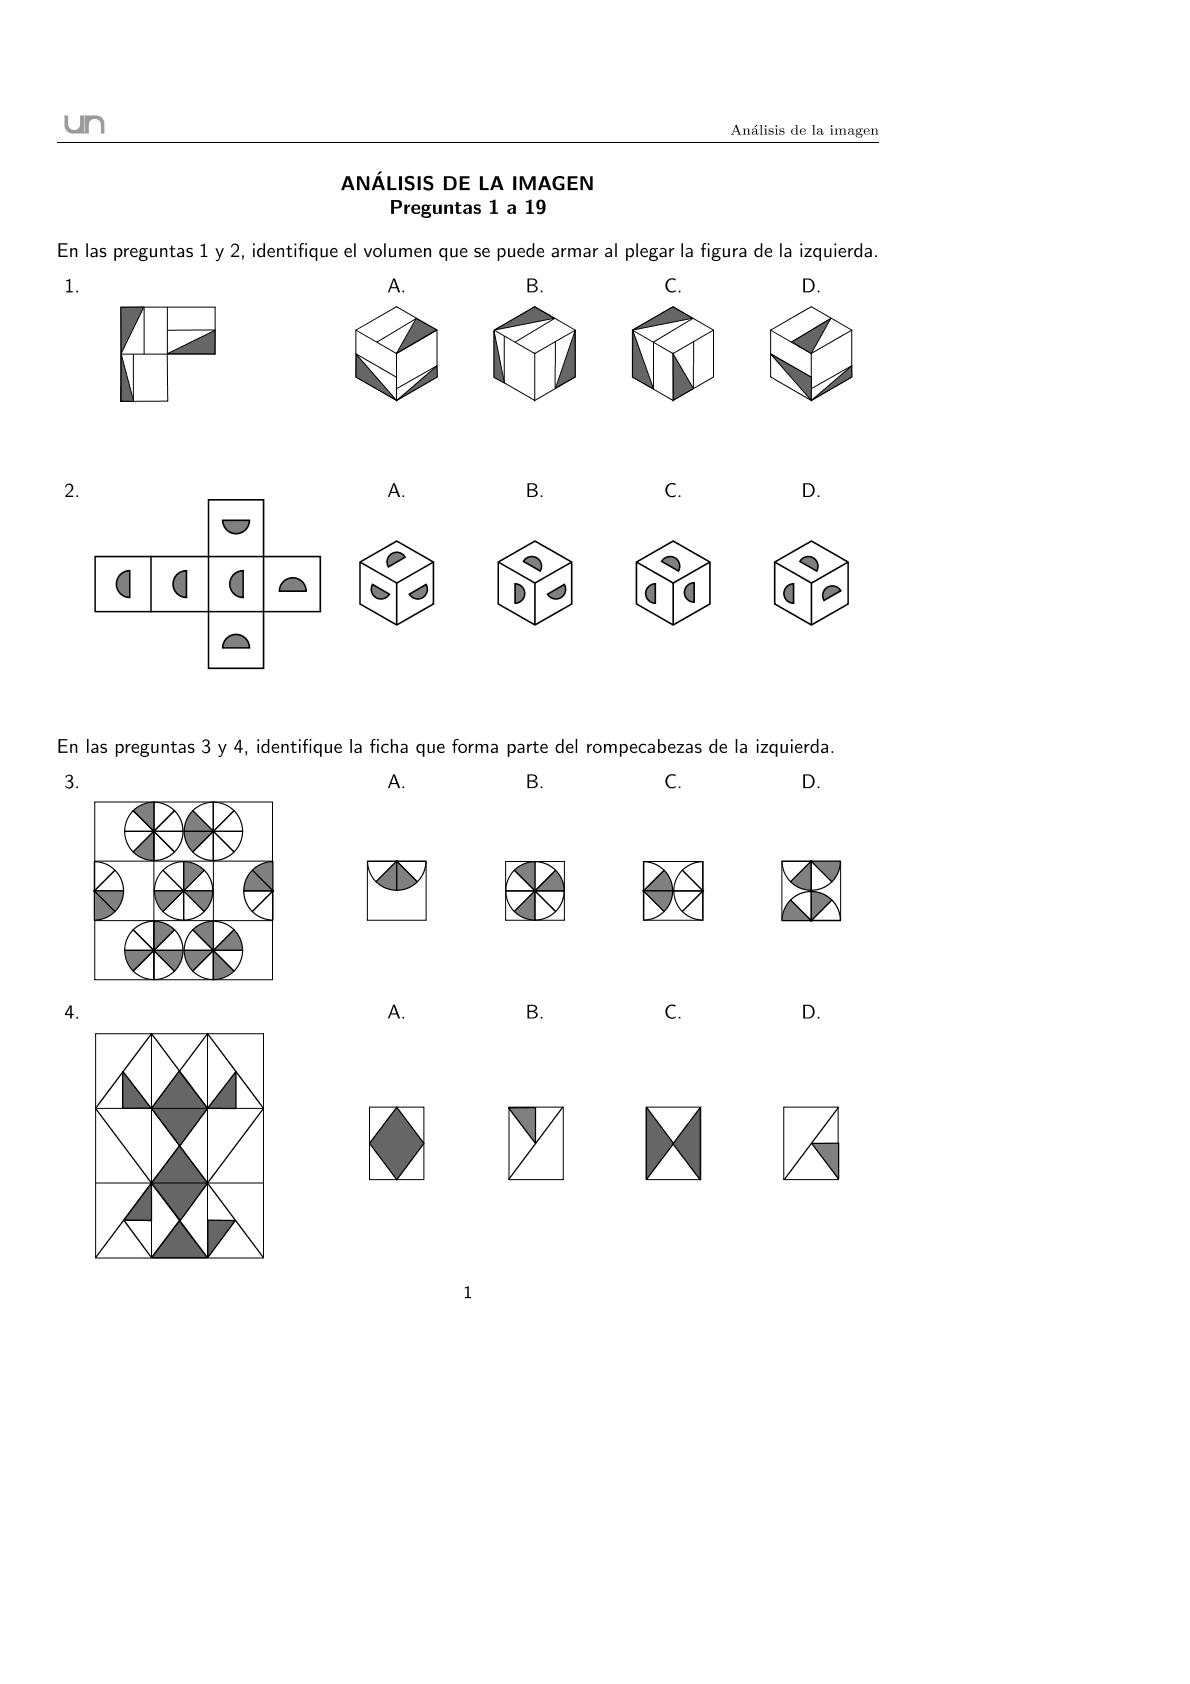 un
Análisis de la imagen
ANÁLISIS DE LA IMAGEN
Preguntas 1 a 19
En las preguntas 1 y 2, identifique el volumen que se puede armar al plegar la figura de la izquierda.
1. A. B. C. D.
2. A. B. C. D.
En las preguntas 3 y 4, identifique la ficha que forma parte del rompecabezas de la izquierda.
3. A. B. C. D.
4. A. B. C. D.
1